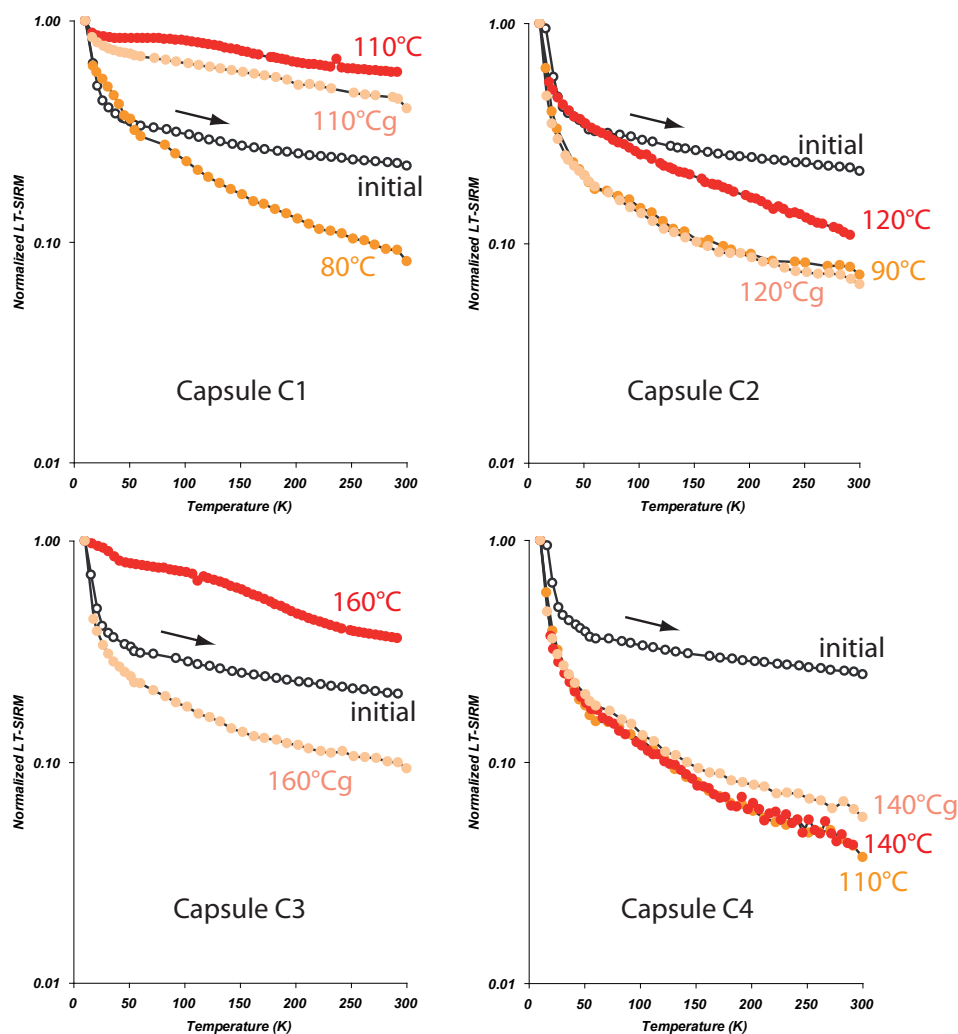 1.00
110°C
110°Cg
initial
80°C
0.10
Normalized LT-SIRM
Capsule C1
0.01
0 50 100 150 200 250 300
Temperature (K)
1.00
initial
120°C
90°C
120°Cg
0.10
Normalized LT-SIRM
Capsule C2
0.01
0 50 100 150 200 250 300
Temperature (K)
1.00
160°C
initial
160°Cg
0.10
Normalized LT-SIRM
Capsule C3
0.01
0 50 100 150 200 250 300
Temperature (K)
1.00
initial
140°Cg
140°C
110°C
0.10
Normalized LT-SIRM
Capsule C4
0.01
0 50 100 150 200 250 300
Temperature (K)